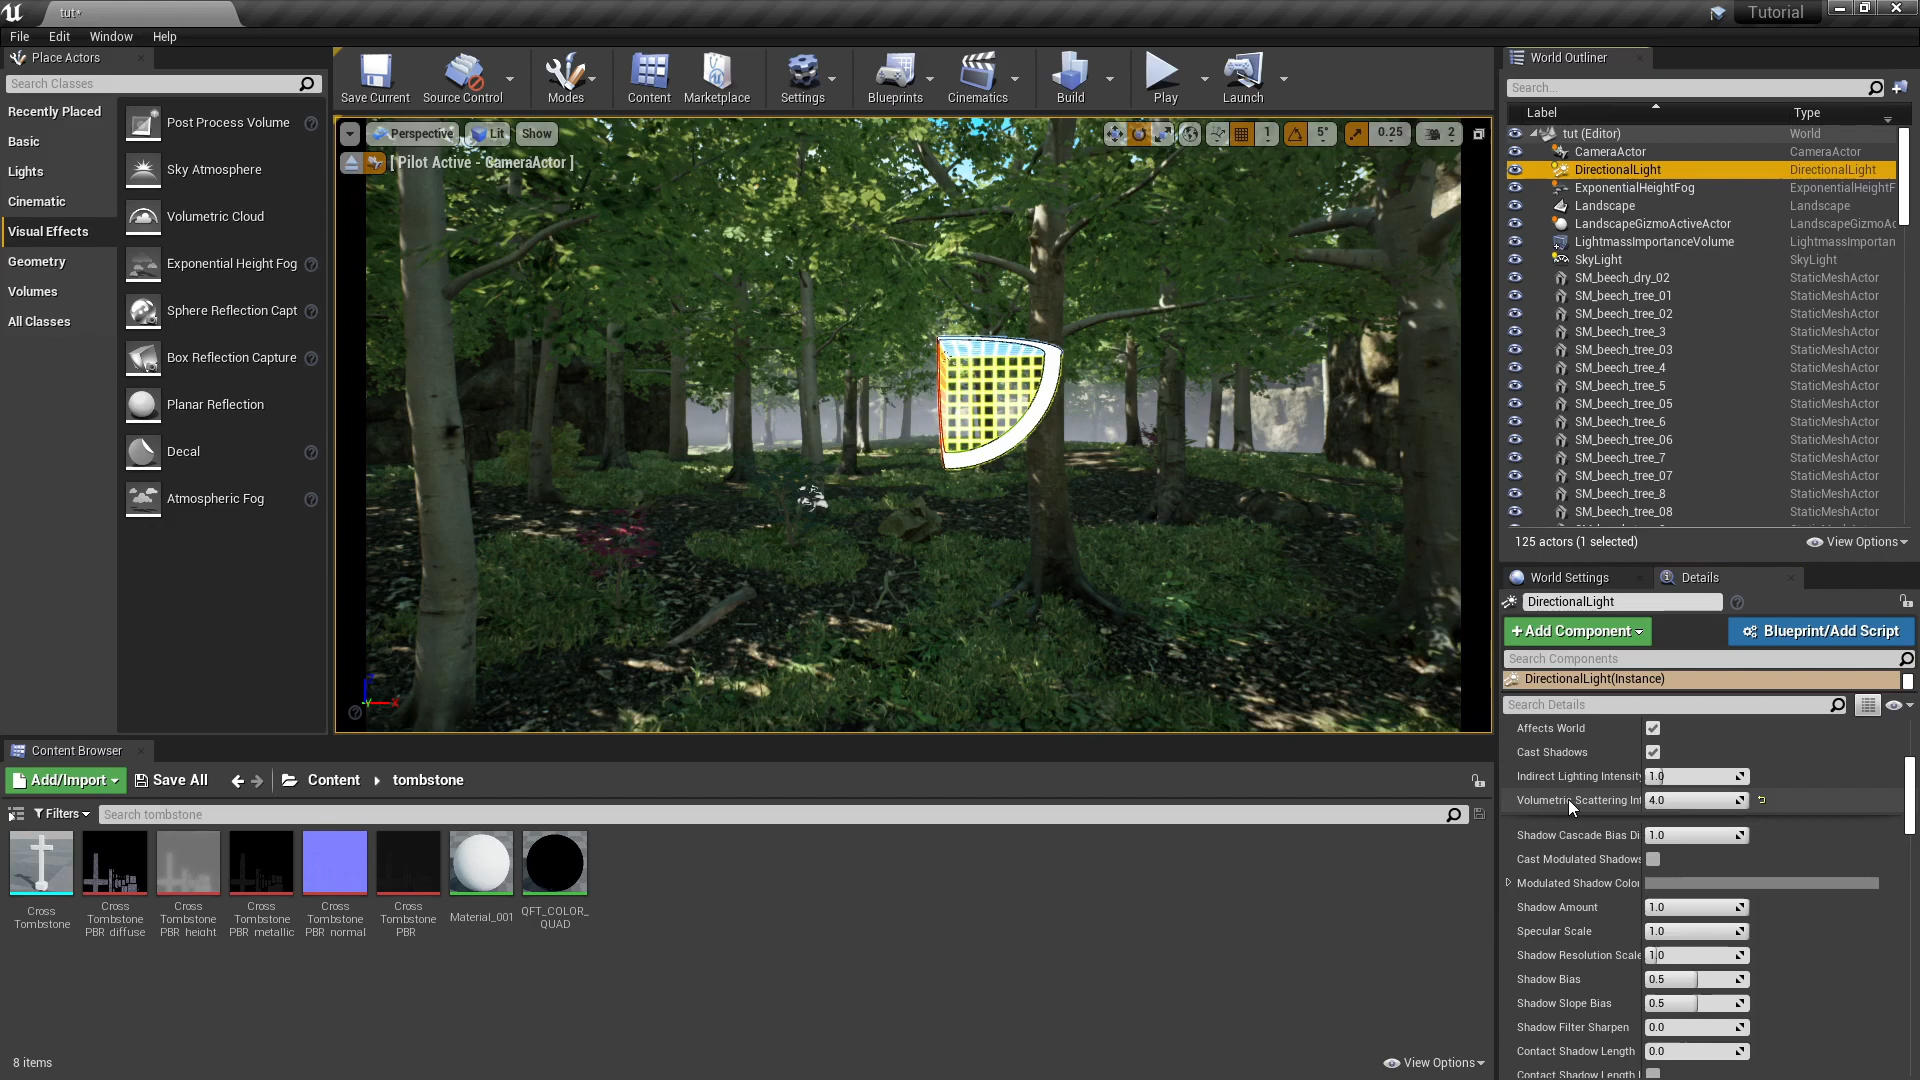 tut*
Tutorial
File Edit Window Help
Place Actors
Search Classes
Recently Placed
Basic
Lights
Cinematic
Visual Effects
Geometry
Volumes
All Classes
Post Process Volume
Sky Atmosphere
Volumetric Cloud
Exponential Height Fog
Sphere Reflection Capt
Box Reflection Capture
Planar Reflection
Decal
Atmospheric Fog
Save Current Source Control Modes Content Marketplace Settings Blueprints Cinematics Build Play Launch
Perspective Lit Show 1 5° 0.25 2
[ Pilot Active - CameraActor ]
World Outliner
Search...
Label Type
tut (Editor) World
CameraActor CameraActor
DirectionalLight DirectionalLight
ExponentialHeightFog ExponentialHeightF
Landscape Landscape
LandscapeGizmoActiveActor LandscapeGizmoAc
LightmassImportanceVolume LightmassImportan
SkyLight SkyLight
SM_beech_dry_02 StaticMeshActor
SM_beech_tree_01 StaticMeshActor
SM_beech_tree_02 StaticMeshActor
SM_beech_tree_3 StaticMeshActor
SM_beech_tree_03 StaticMeshActor
SM_beech_tree_4 StaticMeshActor
SM_beech_tree_5 StaticMeshActor
SM_beech_tree_05 StaticMeshActor
SM_beech_tree_6 StaticMeshActor
SM_beech_tree_06 StaticMeshActor
SM_beech_tree_7 StaticMeshActor
SM_beech_tree_07 StaticMeshActor
SM_beech_tree_8 StaticMeshActor
SM_beech_tree_08 StaticMeshActor
125 actors (1 selected) View Options
World Settings Details
DirectionalLight
+Add Component Blueprint/Add Script
Search Components
DirectionalLight(Instance)
Search Details
Affects World
Cast Shadows
Indirect Lighting Intensity 1.0
Volumetric Scattering Int 4.0
Shadow Cascade Bias Di 1.0
Cast Modulated Shadows
Modulated Shadow Color
Shadow Amount 1.0
Specular Scale 1.0
Shadow Resolution Scale 1.0
Shadow Bias 0.5
Shadow Slope Bias 0.5
Shadow Filter Sharpen 0.0
Contact Shadow Length 0.0
Contact Shadow Length I
Content Browser
Add/Import Save All Content tombstone
Filters Search tombstone
Cross
Tombstone
Cross
Tombstone
PBR_diffuse
Cross
Tombstone
PBR_height
Cross
Tombstone
PBR_metallic
Cross
Tombstone
PBR_normal
Cross
Tombstone
PBR
Material_001
QFT_COLOR_
QUAD
8 items View Options